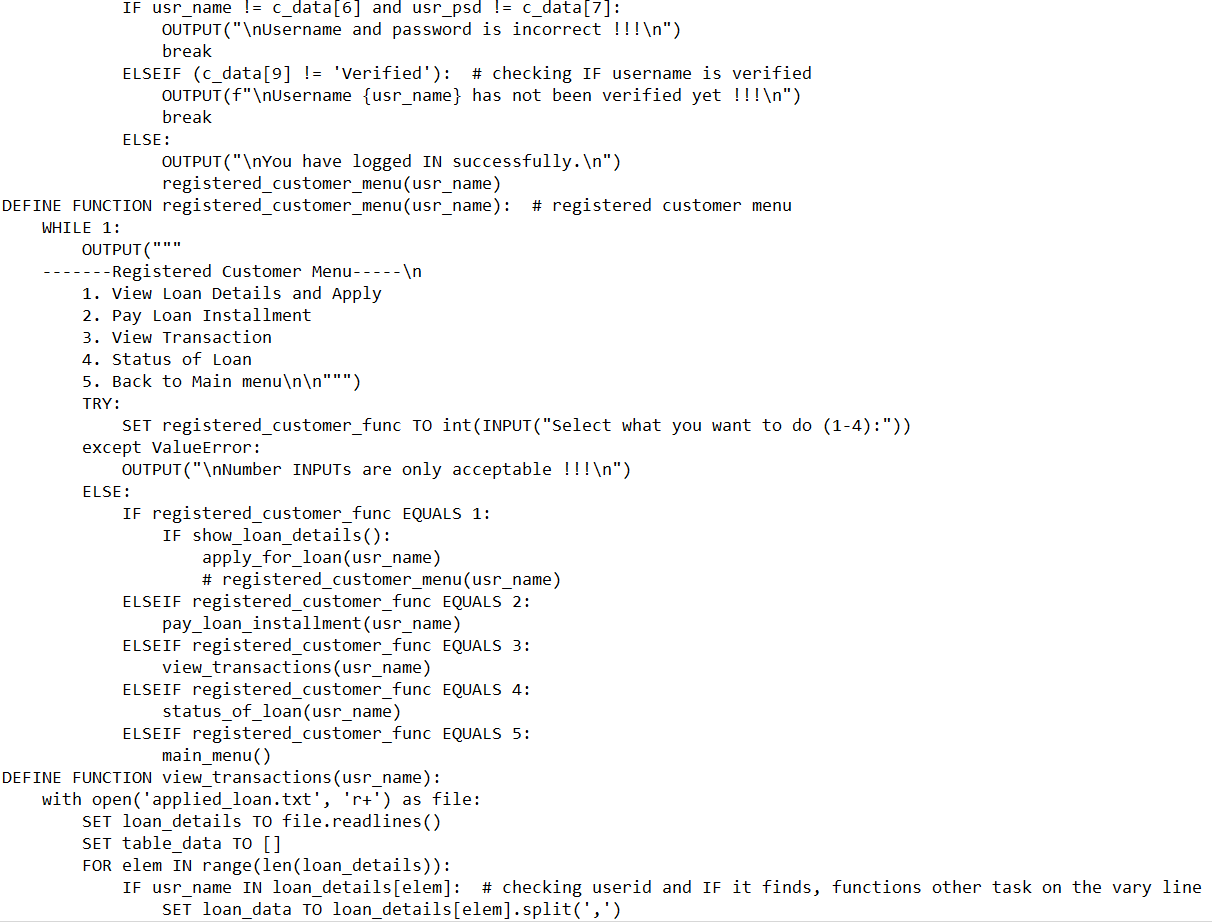 IF usr_name != c_data[6] and usr_psd != c_data[7]:
                OUTPUT("\nUsername and password is incorrect !!!\n")
                break
            ELSEIF (c_data[9] != 'Verified'):  # checking IF username is verified
                OUTPUT(f"\nUsername {usr_name} has not been verified yet !!!\n")
                break
            ELSE:
                OUTPUT("\nYou have logged IN successfully.\n")
                registered_customer_menu(usr_name)
DEFINE FUNCTION registered_customer_menu(usr_name):  # registered customer menu
    WHILE 1:
        OUTPUT("""
    -------Registered Customer Menu-----\n
        1. View Loan Details and Apply
        2. Pay Loan Installment
        3. View Transaction
        4. Status of Loan
        5. Back to Main menu\n\n""")
        TRY:
            SET registered_customer_func TO int(INPUT("Select what you want to do (1-4):"))
        except ValueError:
            OUTPUT("\nNumber INPUTs are only acceptable !!!\n")
        ELSE:
            IF registered_customer_func EQUALS 1:
                IF show_loan_details():
                    apply_for_loan(usr_name)
                    # registered_customer_menu(usr_name)
            ELSEIF registered_customer_func EQUALS 2:
                pay_loan_installment(usr_name)
            ELSEIF registered_customer_func EQUALS 3:
                view_transactions(usr_name)
            ELSEIF registered_customer_func EQUALS 4:
                status_of_loan(usr_name)
            ELSEIF registered_customer_func EQUALS 5:
                main_menu()
DEFINE FUNCTION view_transactions(usr_name):
    with open('applied_loan.txt', 'r+') as file:
        SET loan_details TO file.readlines()
        SET table_data TO []
        FOR elem IN range(len(loan_details)):
            IF usr_name IN loan_details[elem]:  # checking userid and IF it finds, functions other task on the vary line
                SET loan_data TO loan_details[elem].split(',')